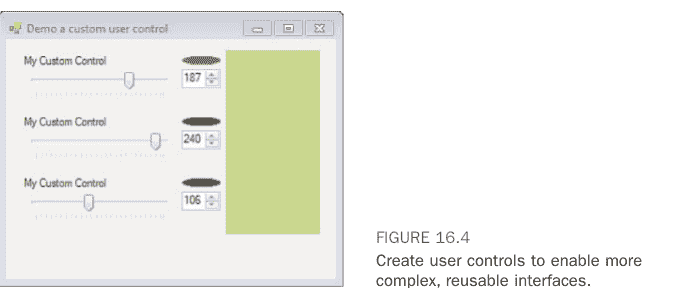 Demo a custom user control
My Custom Control
187
My Custom Control
240
My Custom Control
106
FIGURE 16.4
Create user controls to enable more
complex, reusable interfaces.